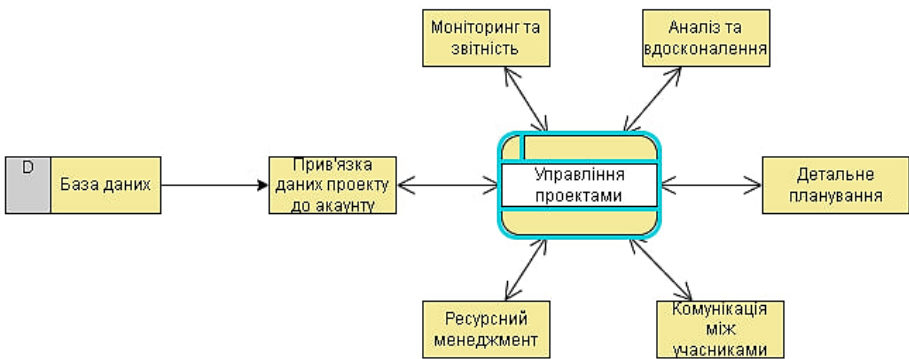 Моніторинг та
звітність
Аналіз та
вдосконалення
D
База даних
Прив'язка
даних проекту
до акаунту
Управління
проектами
Детальне
планування
Ресурсний
менеджмент
Комунікація
між
учасниками